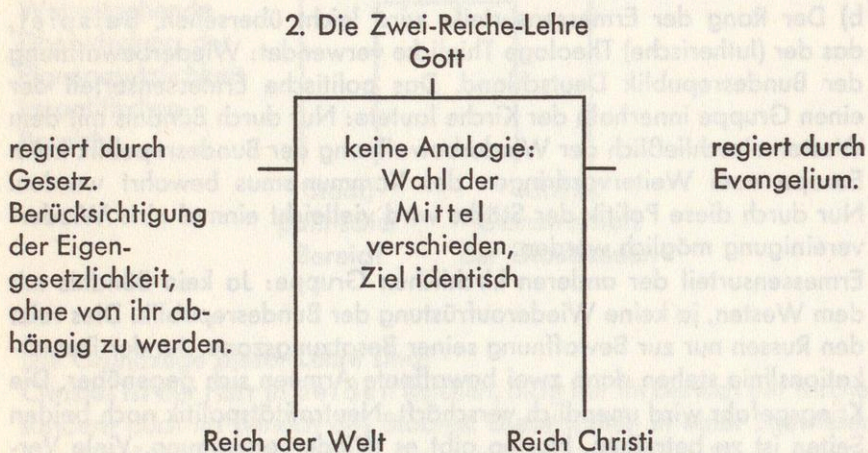 2. Die Zwei-Reiche-Lehre
Gott
regiert durch
Gesetz.
Berücksichtigung
der Eigen-
gesetzlichkeit,
ohne von ihr ab-
hängig zu werden.
keine Analogie:
Wahl der
Mittel
verschieden,
Ziel identisch
regiert durch
Evangelium.
Reich der Welt
Reich Christi